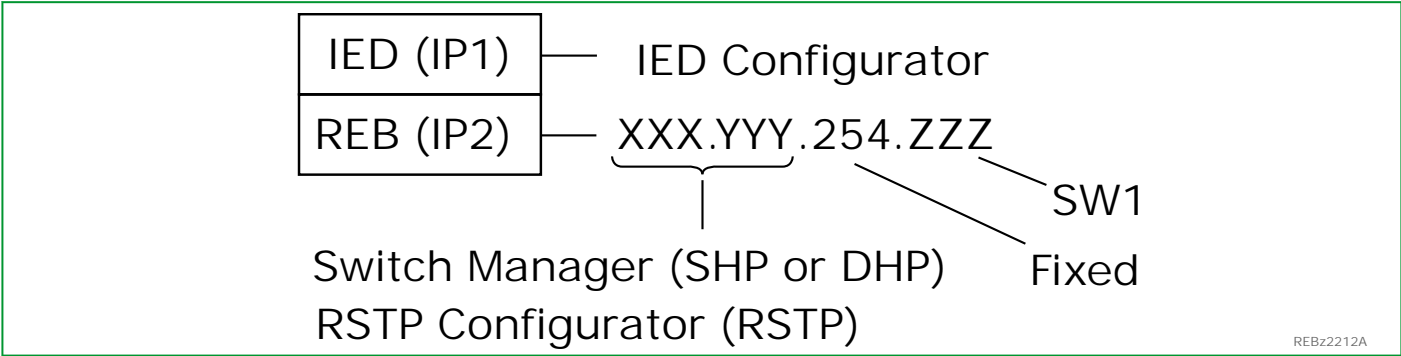 IED (IP1) IED Configurator
REB (IP2) XXX.YYY.254.ZZZ
SW1
Switch Manager (SHP or DHP) Fixed
RSTP Configurator (RSTP)
REBz2212A